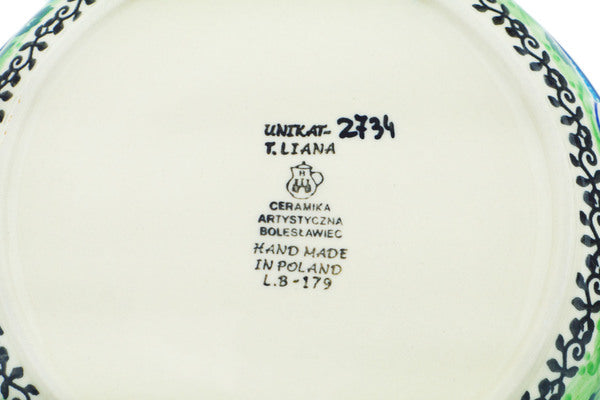 UNIKAT-2734
T.LIANA
CERAMIKA
ARTYSTYCZNA
BOLESŁAWIEC
HAND MADE
IN POLAND
L.B-179